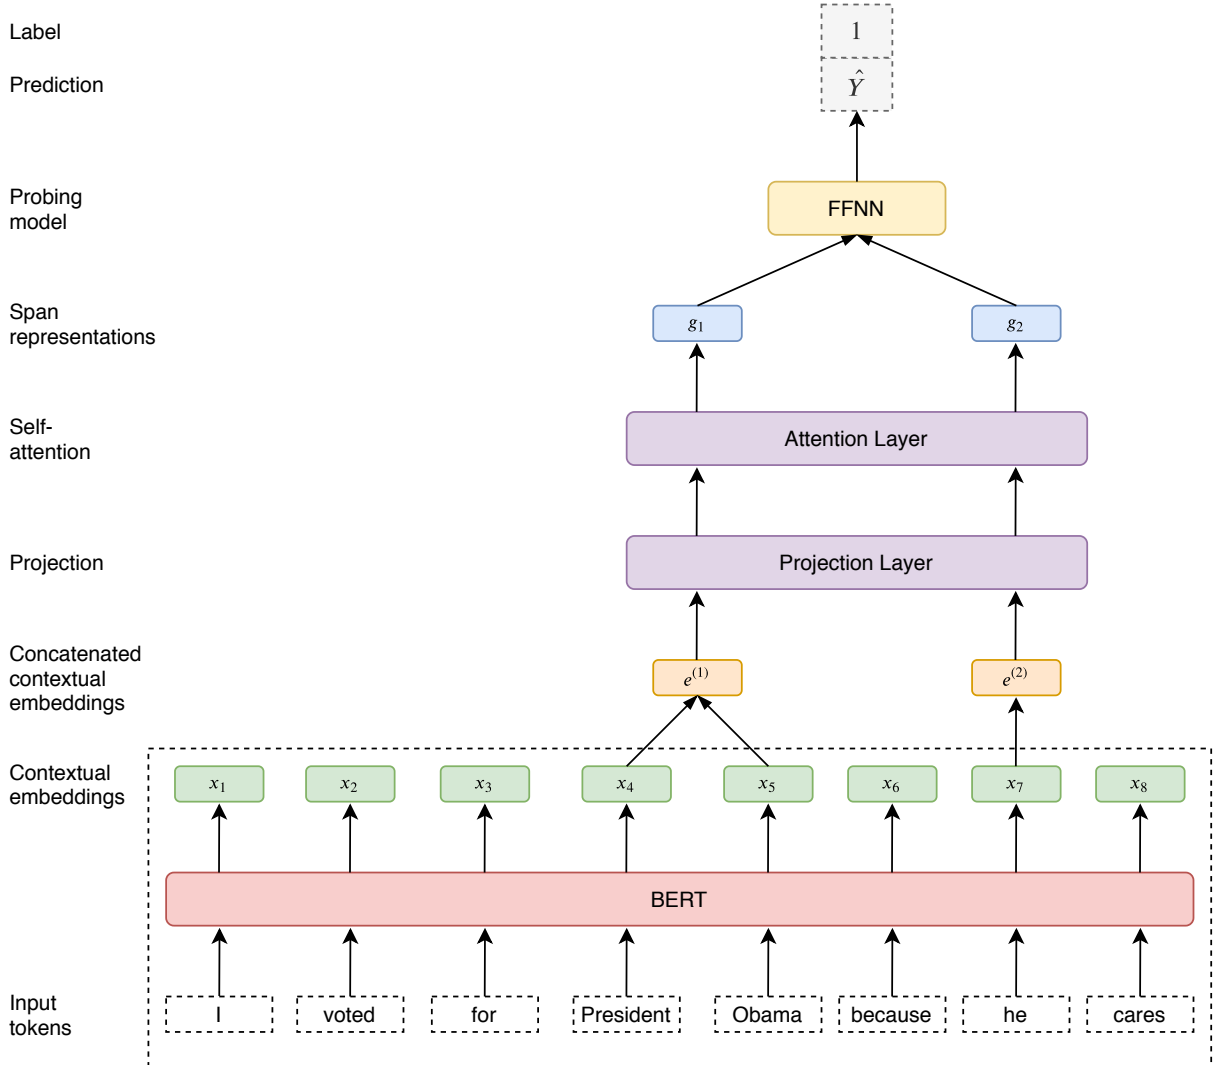 Label
1
Prediction
Ŷ
Probing
model
FFNN
Span
representations
g₁ g₂
Self-
attention
Attention Layer
Projection
Projection Layer
Concatenated
contextual
embeddings
e⁽¹⁾ e⁽²⁾
Contextual
embeddings
x₁ x₂ x₃ x₄ x₅ x₆ x₇ x₈
BERT
Input
tokens
I voted for President Obama because he cares